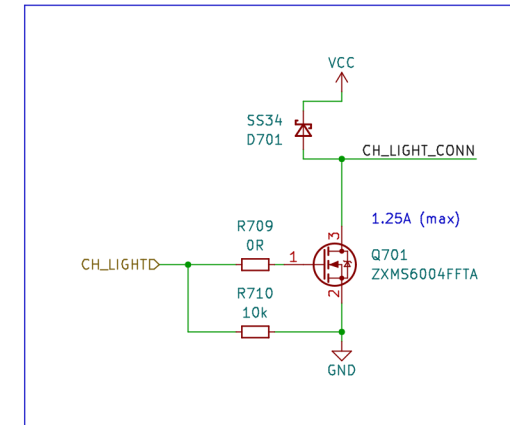 VCC
SS34
D701
CH_LIGHT_CONN
1.25A (max)
R709
0R
3
1
Q701
ZXMS6004FFTA
CH_LIGHT
R710
10k
2
GND